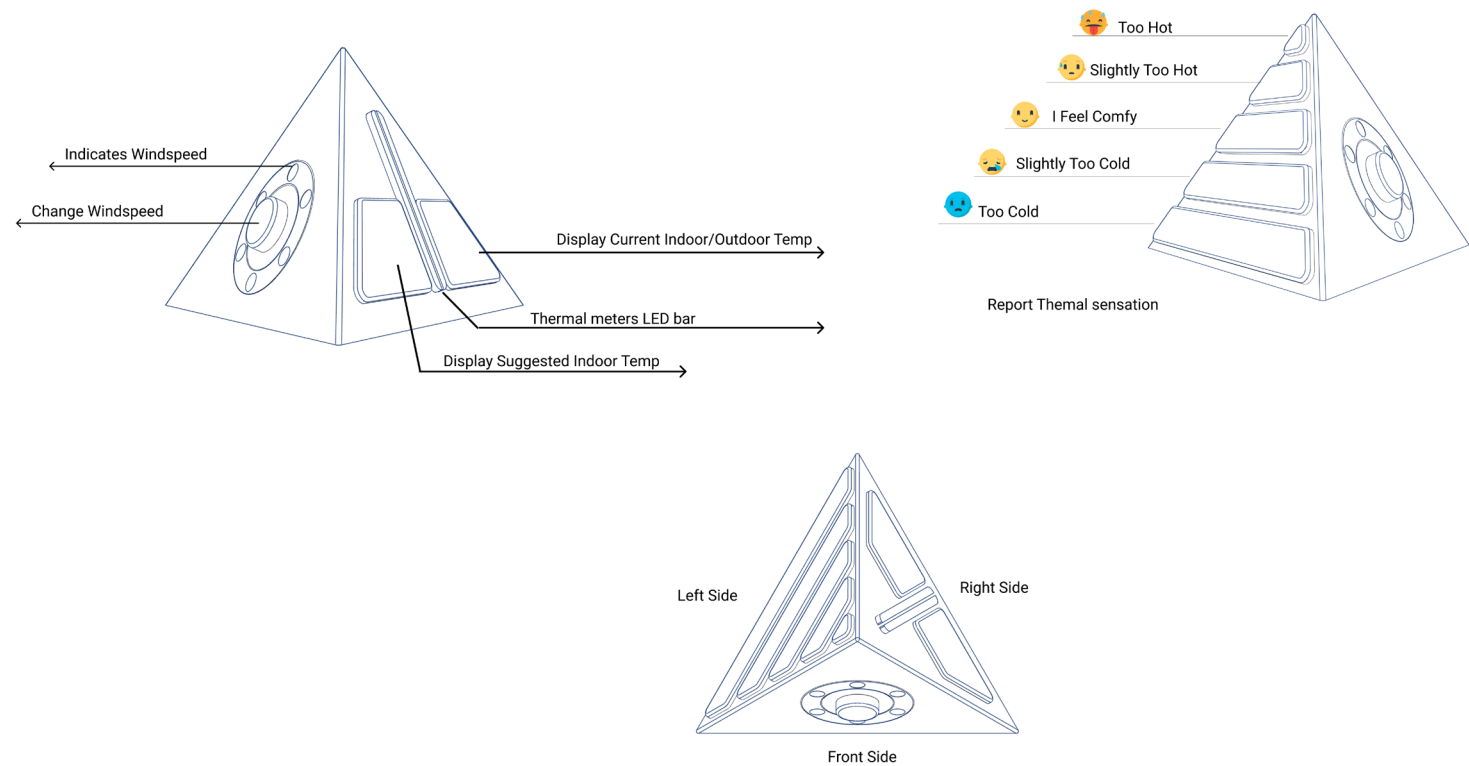 Indicates Windspeed
Change Windspeed
Display Current Indoor/Outdoor Temp
Thermal meters LED bar
Display Suggested Indoor Temp
Too Hot
Slightly Too Hot
I Feel Comfy
Slightly Too Cold
Too Cold
Report Themal sensation
Left Side
Right Side
Front Side